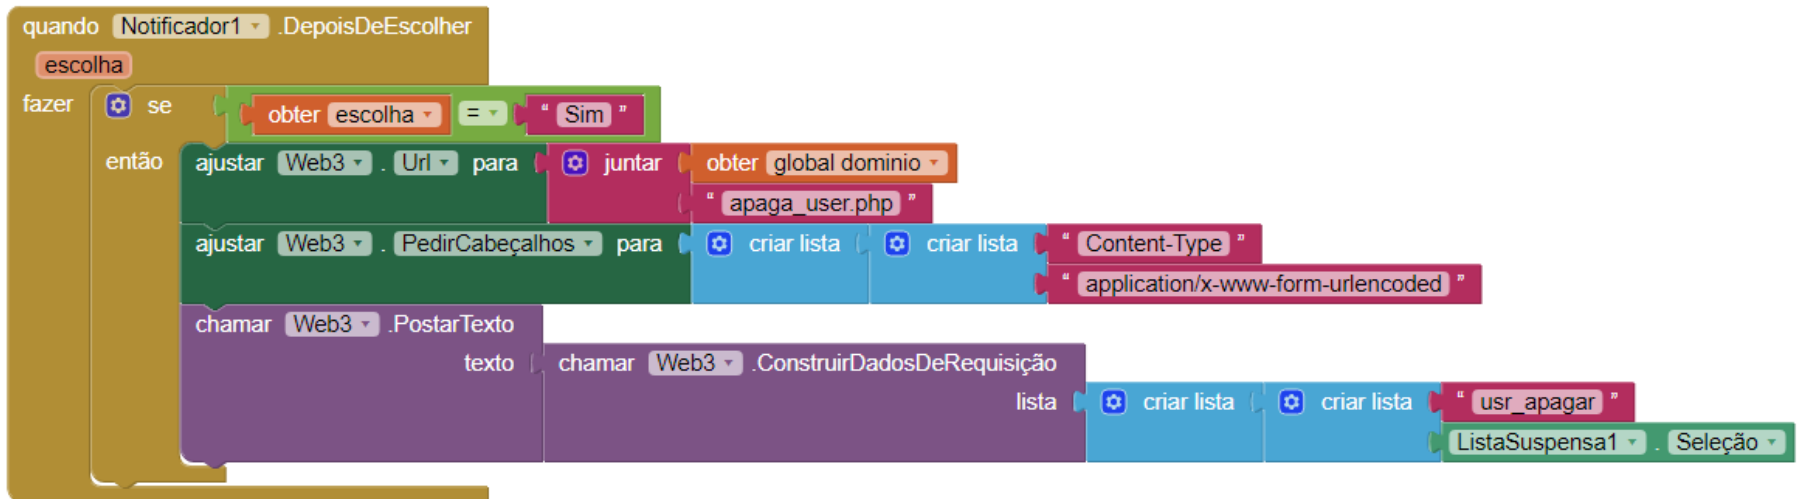 quando Notificador1 .DepoisDeEscolher
escolha
fazer se obter escolha = " Sim "
então ajustar Web3 . Url para juntar obter global dominio
" apaga_user.php "
ajustar Web3 . PedirCabeçalhos para criar lista criar lista " Content-Type "
" application/x-www-form-urlencoded "
chamar Web3 .PostarTexto
texto chamar Web3 .ConstruirDadosDeRequisição
lista criar lista criar lista " usr_apagar "
ListaSuspensa1 . Seleção